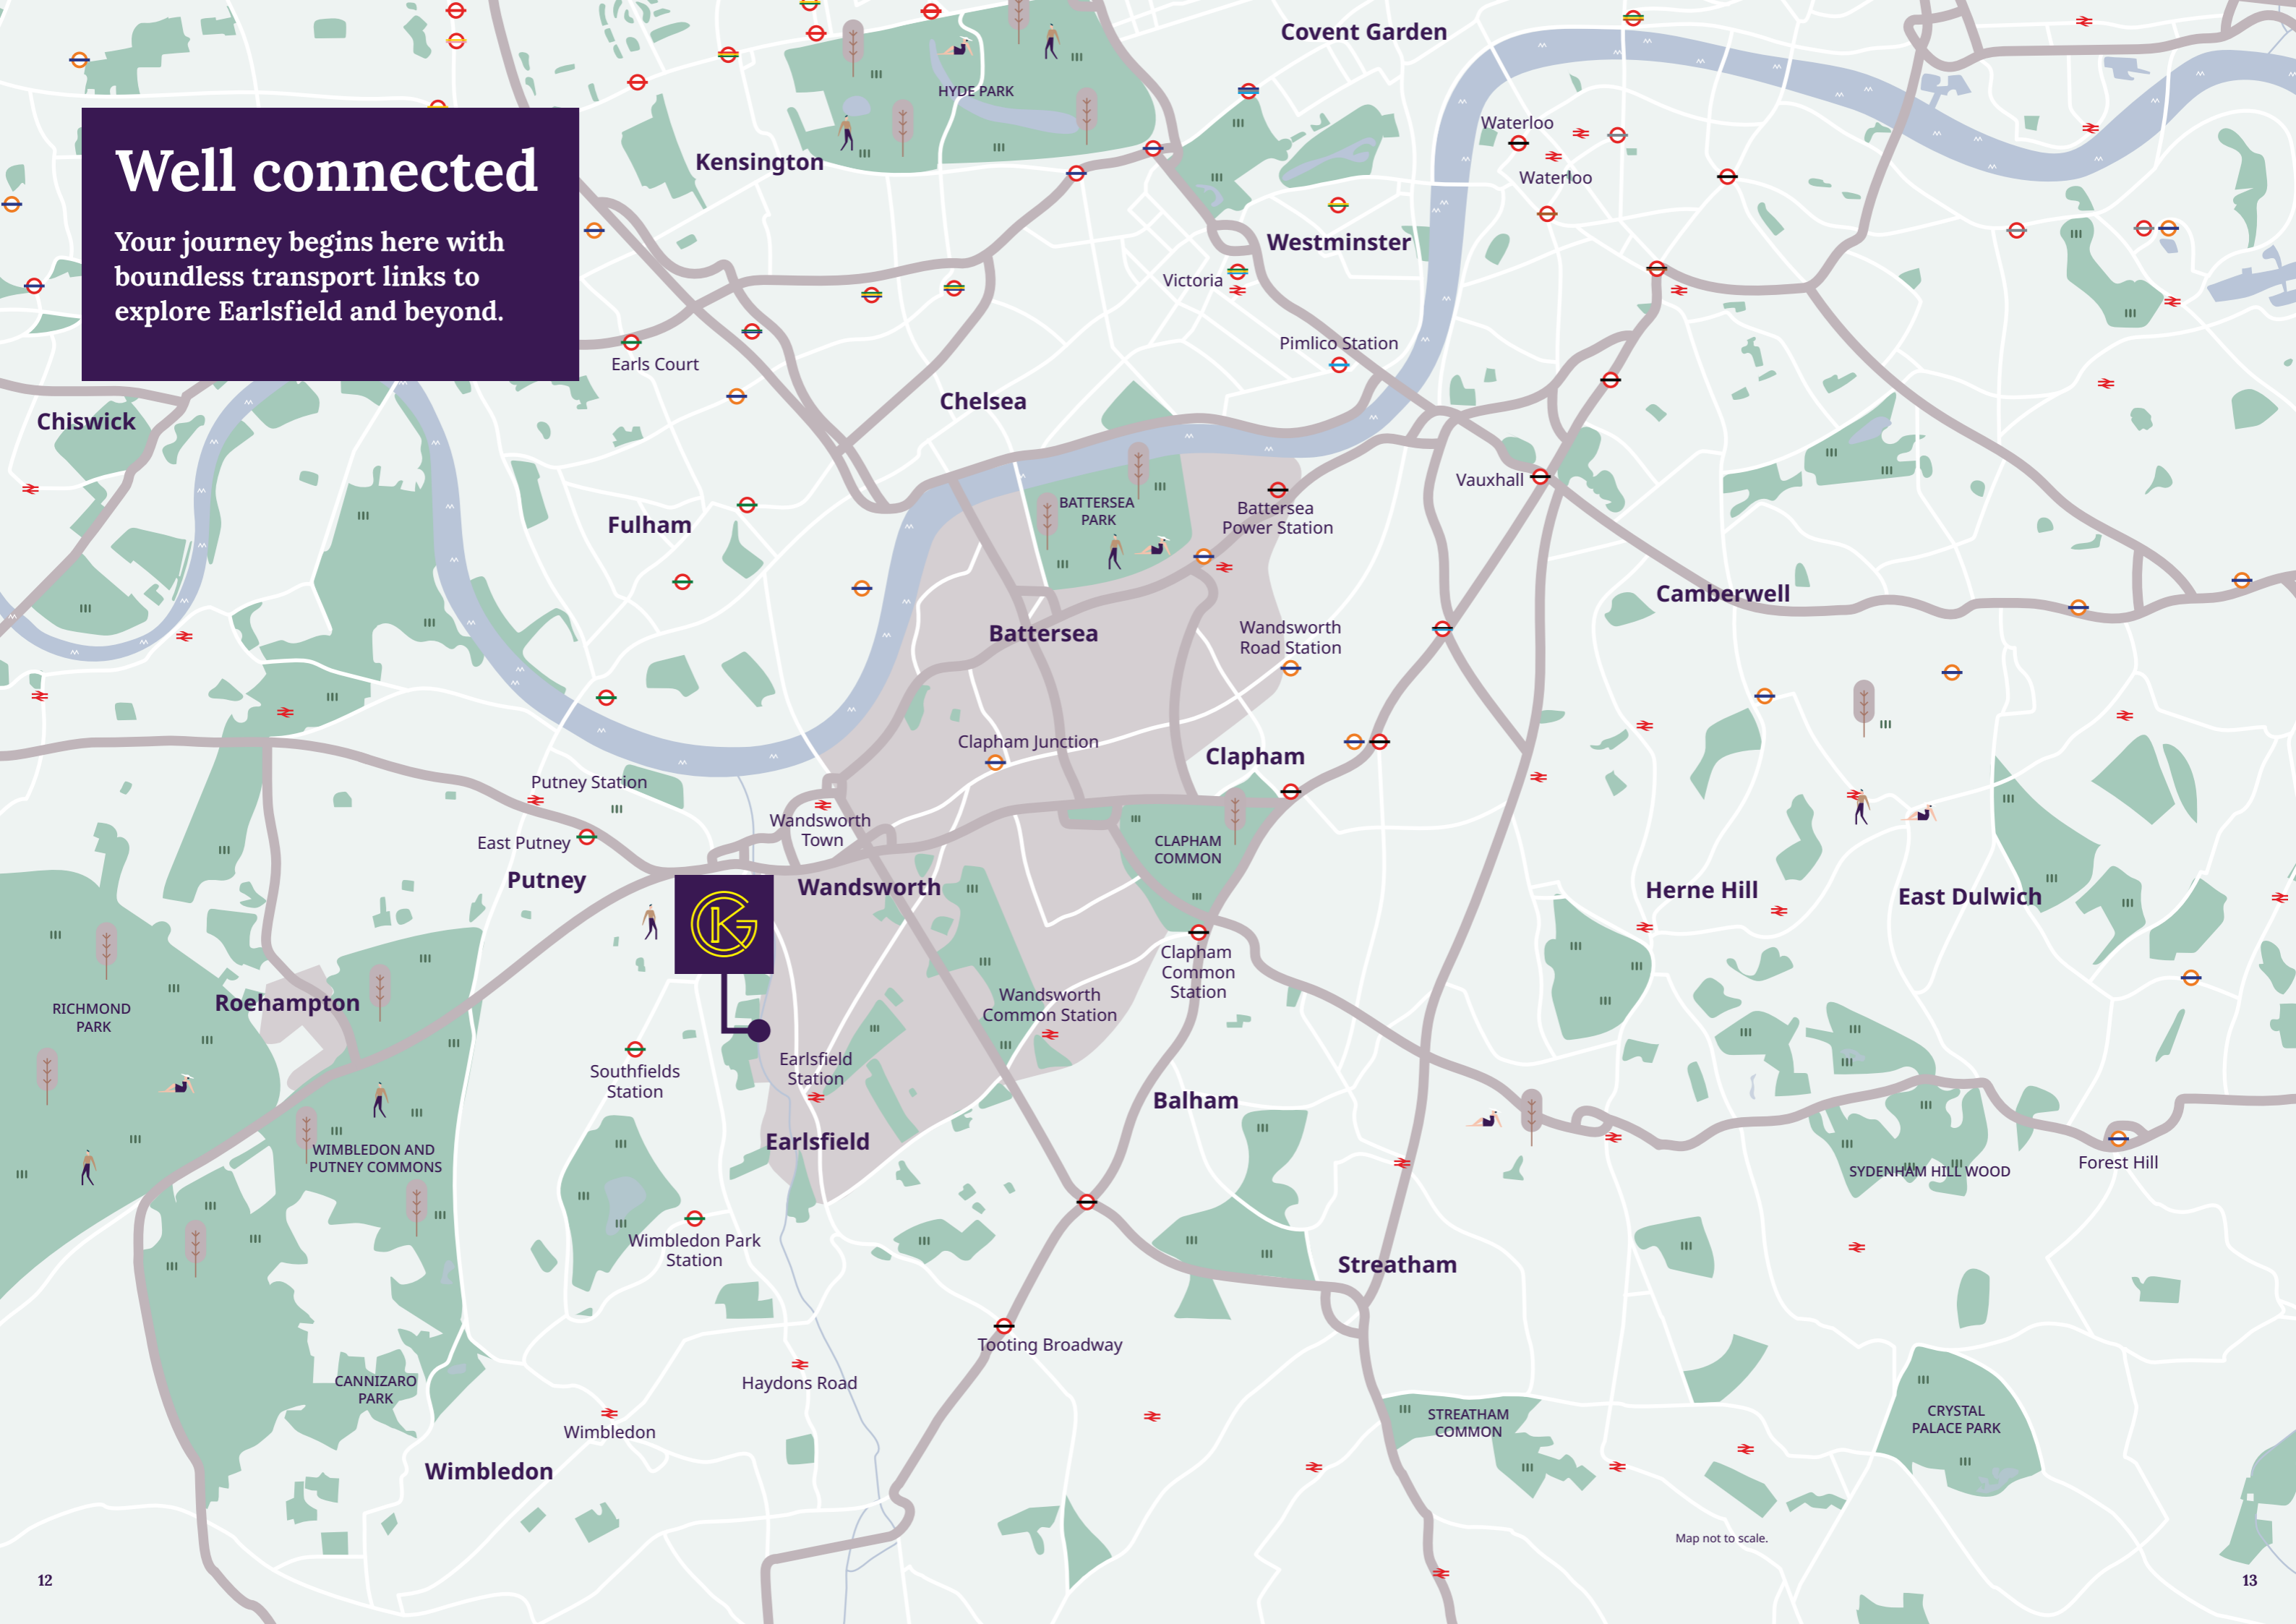 Well connected
Your journey begins here with
boundless transport links to
explore Earlsfield and beyond.
Covent Garden
HYDE PARK
Kensington
Waterloo
Waterloo
Westminster
Victoria
Pimlico Station
Earls Court
Chelsea
Chiswick
Vauxhall
BATTERSEA
PARK
Battersea
Power Station
Fulham
Camberwell
Battersea
Wandsworth
Road Station
Clapham Junction
Clapham
Putney Station
Wandsworth
Town
East Putney
CLAPHAM
COMMON
Putney
Wandsworth
Herne Hill
East Dulwich
Clapham
Common
Station
Wandsworth
Common Station
Roehampton
RICHMOND
PARK
Earlsfield
Station
Southfields
Station
Balham
Earlsfield
WIMBLEDON AND
PUTNEY COMMONS
SYDENHAM HILL WOOD
Forest Hill
Wimbledon Park
Station
Streatham
Tooting Broadway
Haydons Road
CANNIZARO
PARK
Wimbledon
STREATHAM
COMMON
CRYSTAL
PALACE PARK
Wimbledon
Map not to scale.
12
13